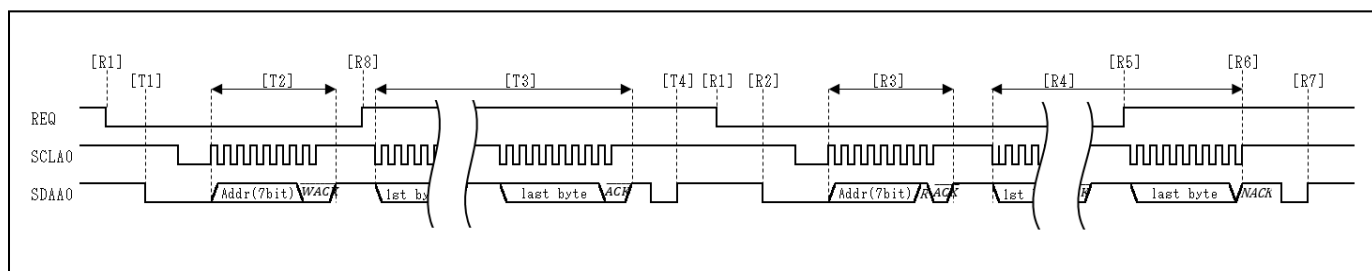 [R1] [R8] [R5] [R6]
[T1] [T2] [T3] [T4] [R1] [R2] [R3] [R4] [R7]
REQ
SCLA0
SDAA0 Addr(7bit) WACK 1st by last byte ACK Addr(7bit) R ACK 1st last byte NACK